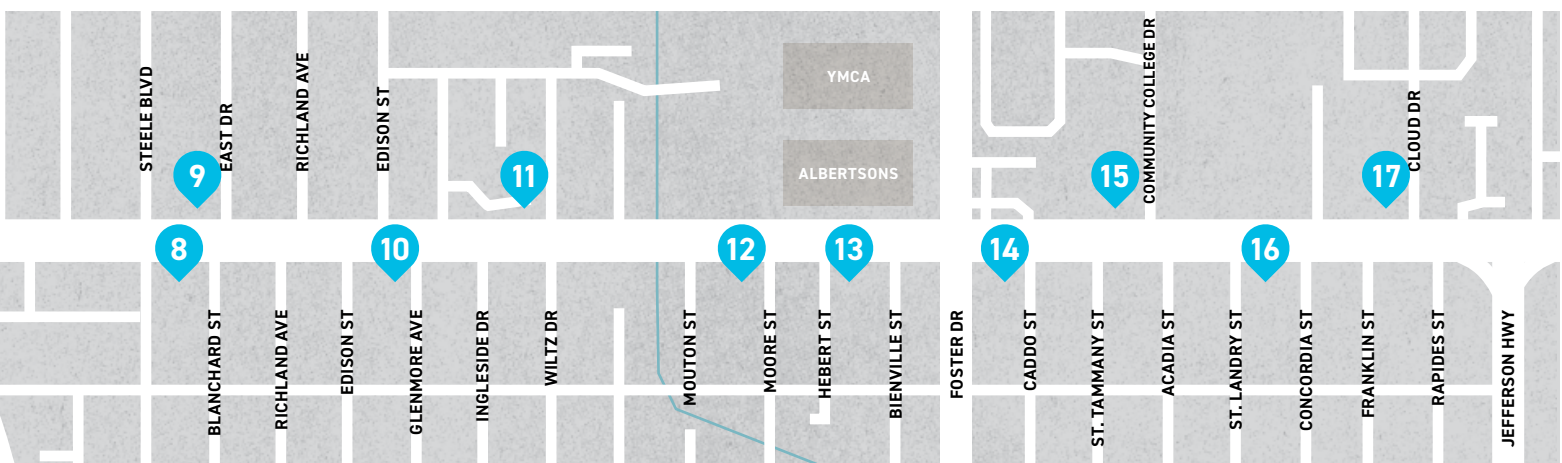 STEELE BLVD
EAST DR
RICHLAND AVE
EDISON ST
YMCA
ALBERTSONS
COMMUNITY COLLEGE DR
CLOUD DR
9
11
15
17
8
10
12
13
14
16
BLANCHARD ST
RICHLAND AVE
EDISON ST
GLENMORE AVE
INGLESIDE DR
WILTZ DR
MOUTON ST
MOORE ST
HEBERT ST
BIENVILLE ST
FOSTER DR
CADDO ST
ST. TAMMANY ST
ACADIA ST
ST. LANDRY ST
CONCORDIA ST
FRANKLIN ST
RAPIDES ST
JEFFERSON HWY